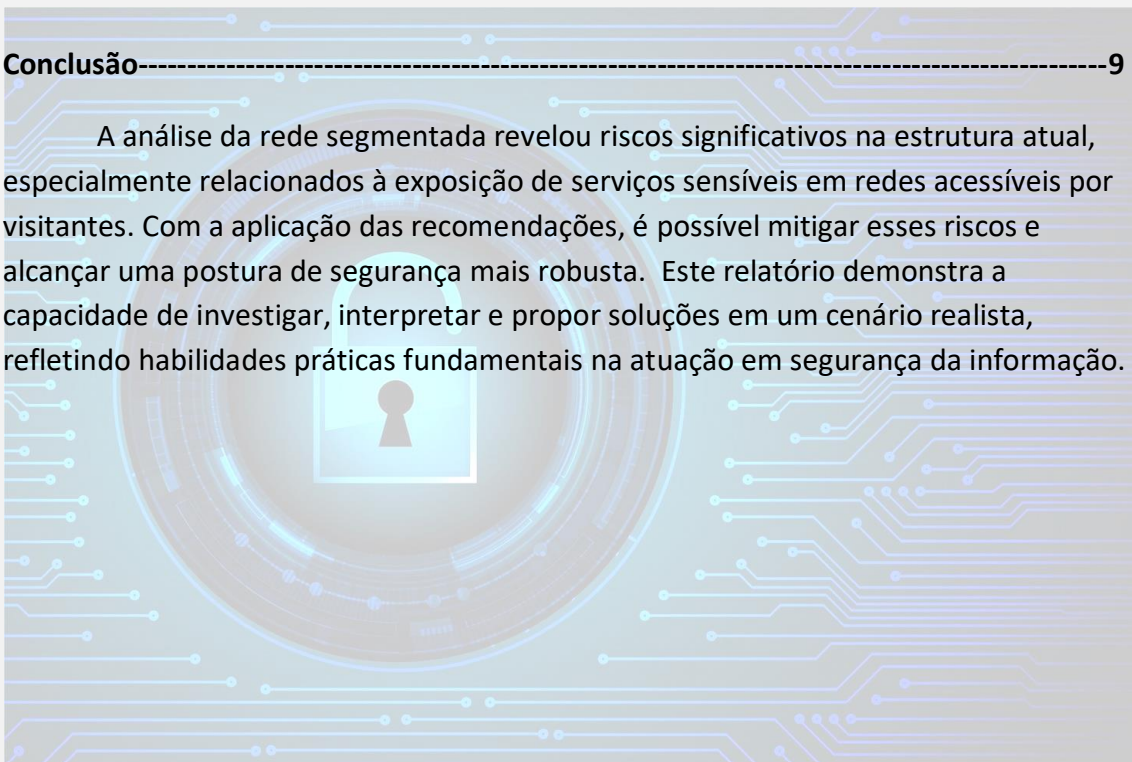 Conclusão----------------------------------------------------------------------------------------------------9
A análise da rede segmentada revelou riscos significativos na estrutura atual,
especialmente relacionados à exposição de serviços sensíveis em redes acessíveis por
visitantes. Com a aplicação das recomendações, é possível mitigar esses riscos e
alcançar uma postura de segurança mais robusta.  Este relatório demonstra a
capacidade de investigar, interpretar e propor soluções em um cenário realista,
refletindo habilidades práticas fundamentais na atuação em segurança da informação.